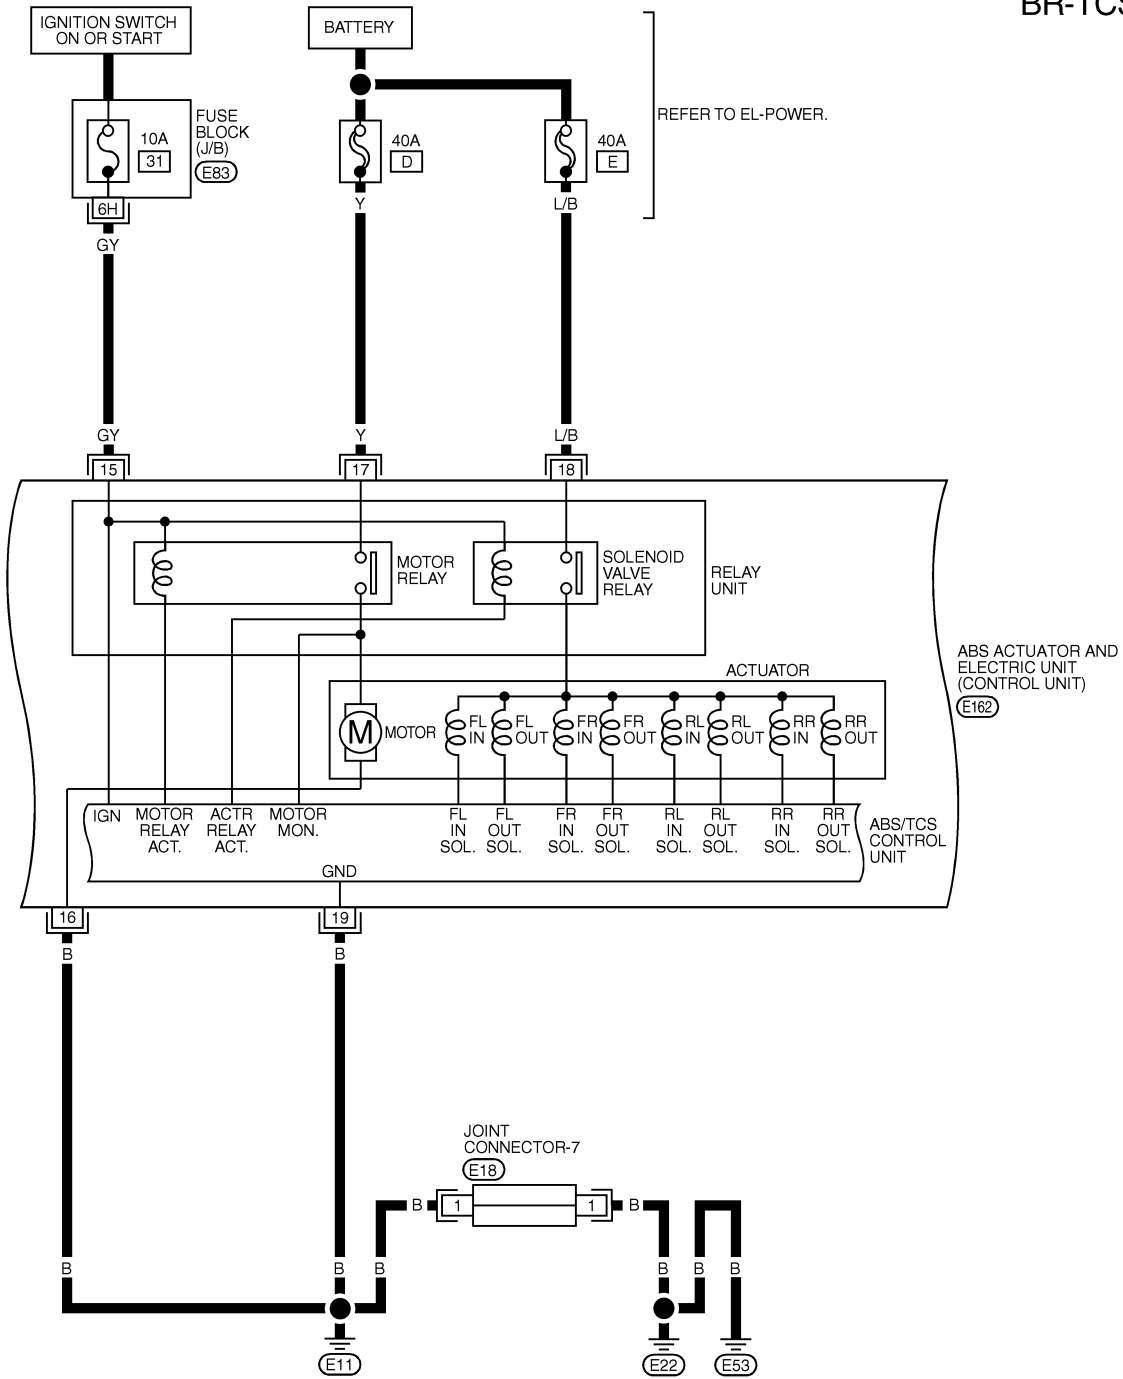 BR-TCS
IGNITION SWITCH
ON OR START
BATTERY
FUSE
BLOCK
(J/B)
E83
10A
31
40A
D
40A
E
REFER TO EL-POWER.
6H
GY
Y
L/B
GY
Y
L/B
15
17
18
MOTOR
RELAY
SOLENOID
VALVE
RELAY
RELAY
UNIT
ABS ACTUATOR AND
ELECTRIC UNIT
(CONTROL UNIT)
E162
ACTUATOR
M
MOTOR
FL
IN
FL
OUT
FR
IN
FR
OUT
RL
IN
RL
OUT
RR
IN
RR
OUT
IGN
MOTOR
RELAY
ACT.
ACTR
RELAY
ACT.
MOTOR
MON.
FL
IN
SOL.
FL
OUT
SOL.
FR
IN
SOL.
FR
OUT
SOL.
RL
IN
SOL.
RL
OUT
SOL.
RR
IN
SOL.
RR
OUT
SOL.
ABS/TCS
CONTROL
UNIT
GND
16
19
B
B
JOINT
CONNECTOR-7
E18
B
1
1
B
B
B
B
B
B
B
E11
E22
E53